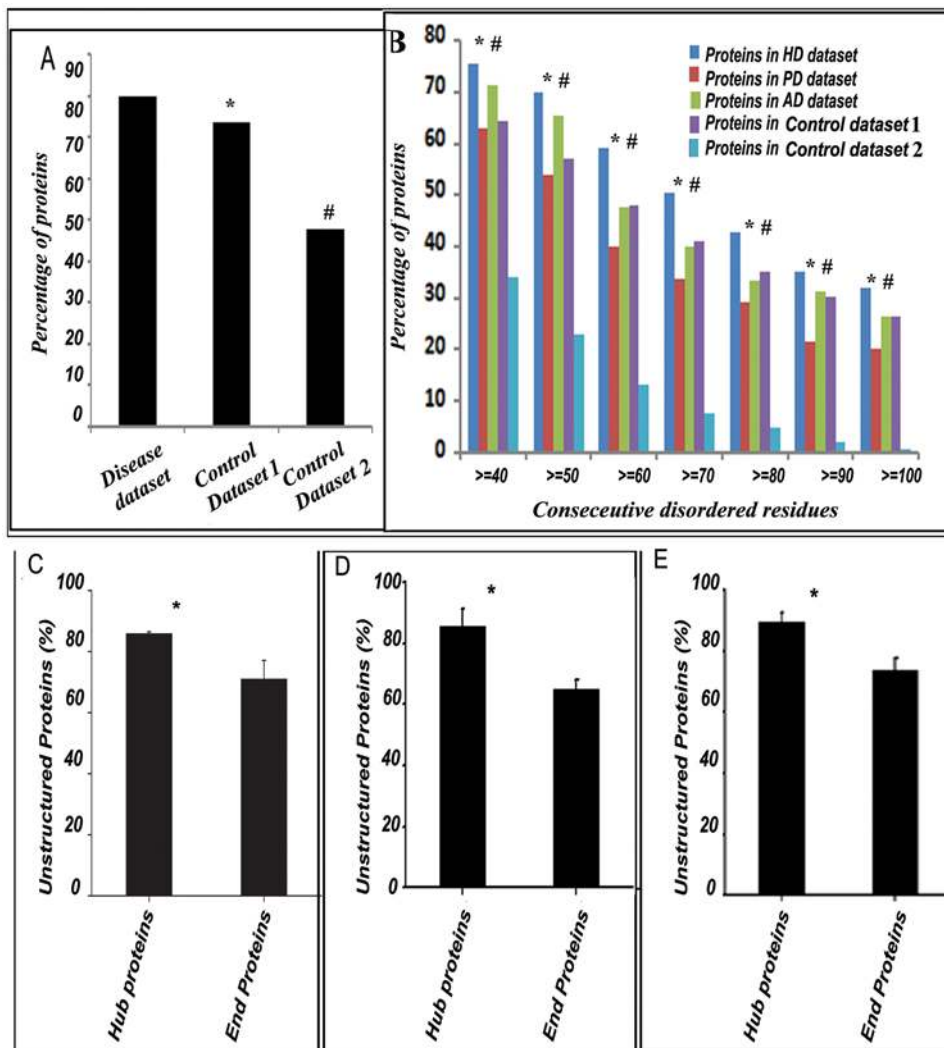 A
Percentage of proteins
90
80
70
60
50
40
30
20
10
0
*
#
Disease dataset
Control Dataset 1
Control Dataset 2
B
Percentage of proteins
80
70
60
50
40
30
20
10
0
* #
* #
* #
* #
* #
* #
* #
Proteins in HD dataset
Proteins in PD dataset
Proteins in AD dataset
Proteins in Control dataset 1
Proteins in Control dataset 2
>=40 >=50 >=60 >=70 >=80 >=90 >=100
Conseceutive disordered residues
C
Unstructured Proteins (%)
100
80
60
40
20
0
*
Hub proteins
End Proteins
D
Unstructured Proteins (%)
100
80
60
40
20
0
*
Hub proteins
End Proteins
E
Unstructured Proteins (%)
100
80
60
40
20
0
*
Hub proteins
End Proteins